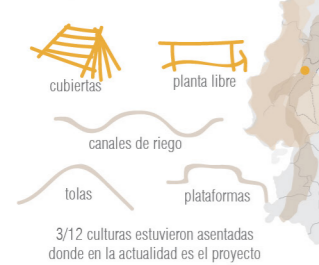 cubiertas
planta libre
canales de riego
tolas
plataformas
3/12 culturas estuvieron asentadas
donde en la actualidad es el proyecto